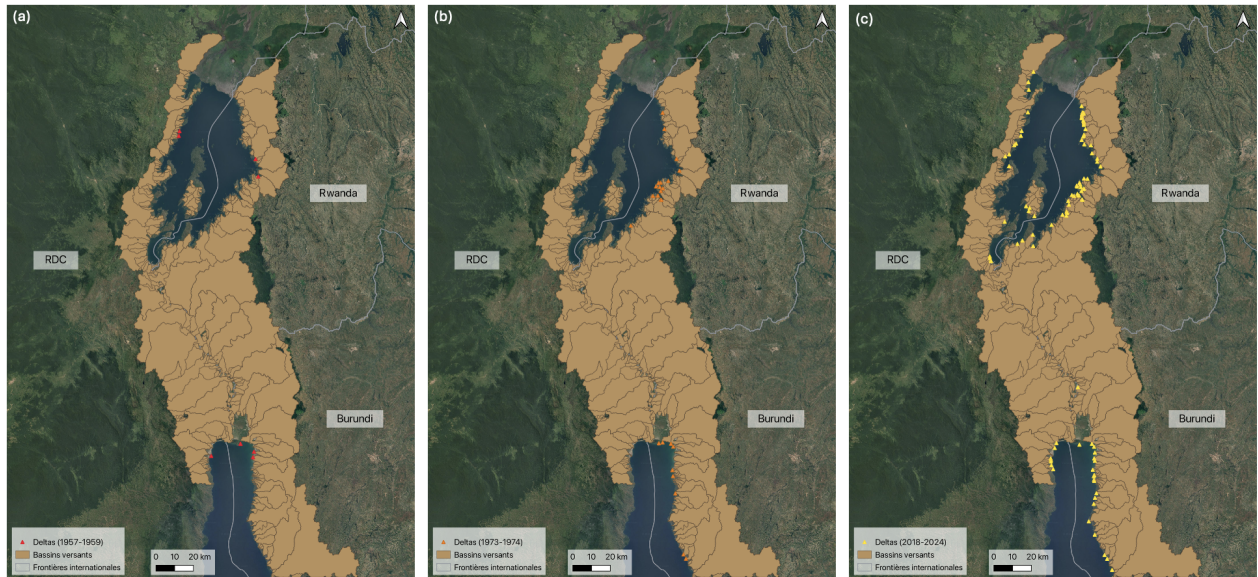 (a)
Rwanda
RDC
Burundi
Deltas (1957-1959)
Bassins versants
Frontières internationales
0 10 20 km
(b)
Rwanda
RDC
Burundi
Deltas (1973-1974)
Bassins versants
Frontières internationales
0 10 20 km
(c)
Rwanda
RDC
Burundi
Deltas (2018-2024)
Bassins versants
Frontières internationales
0 10 20 km